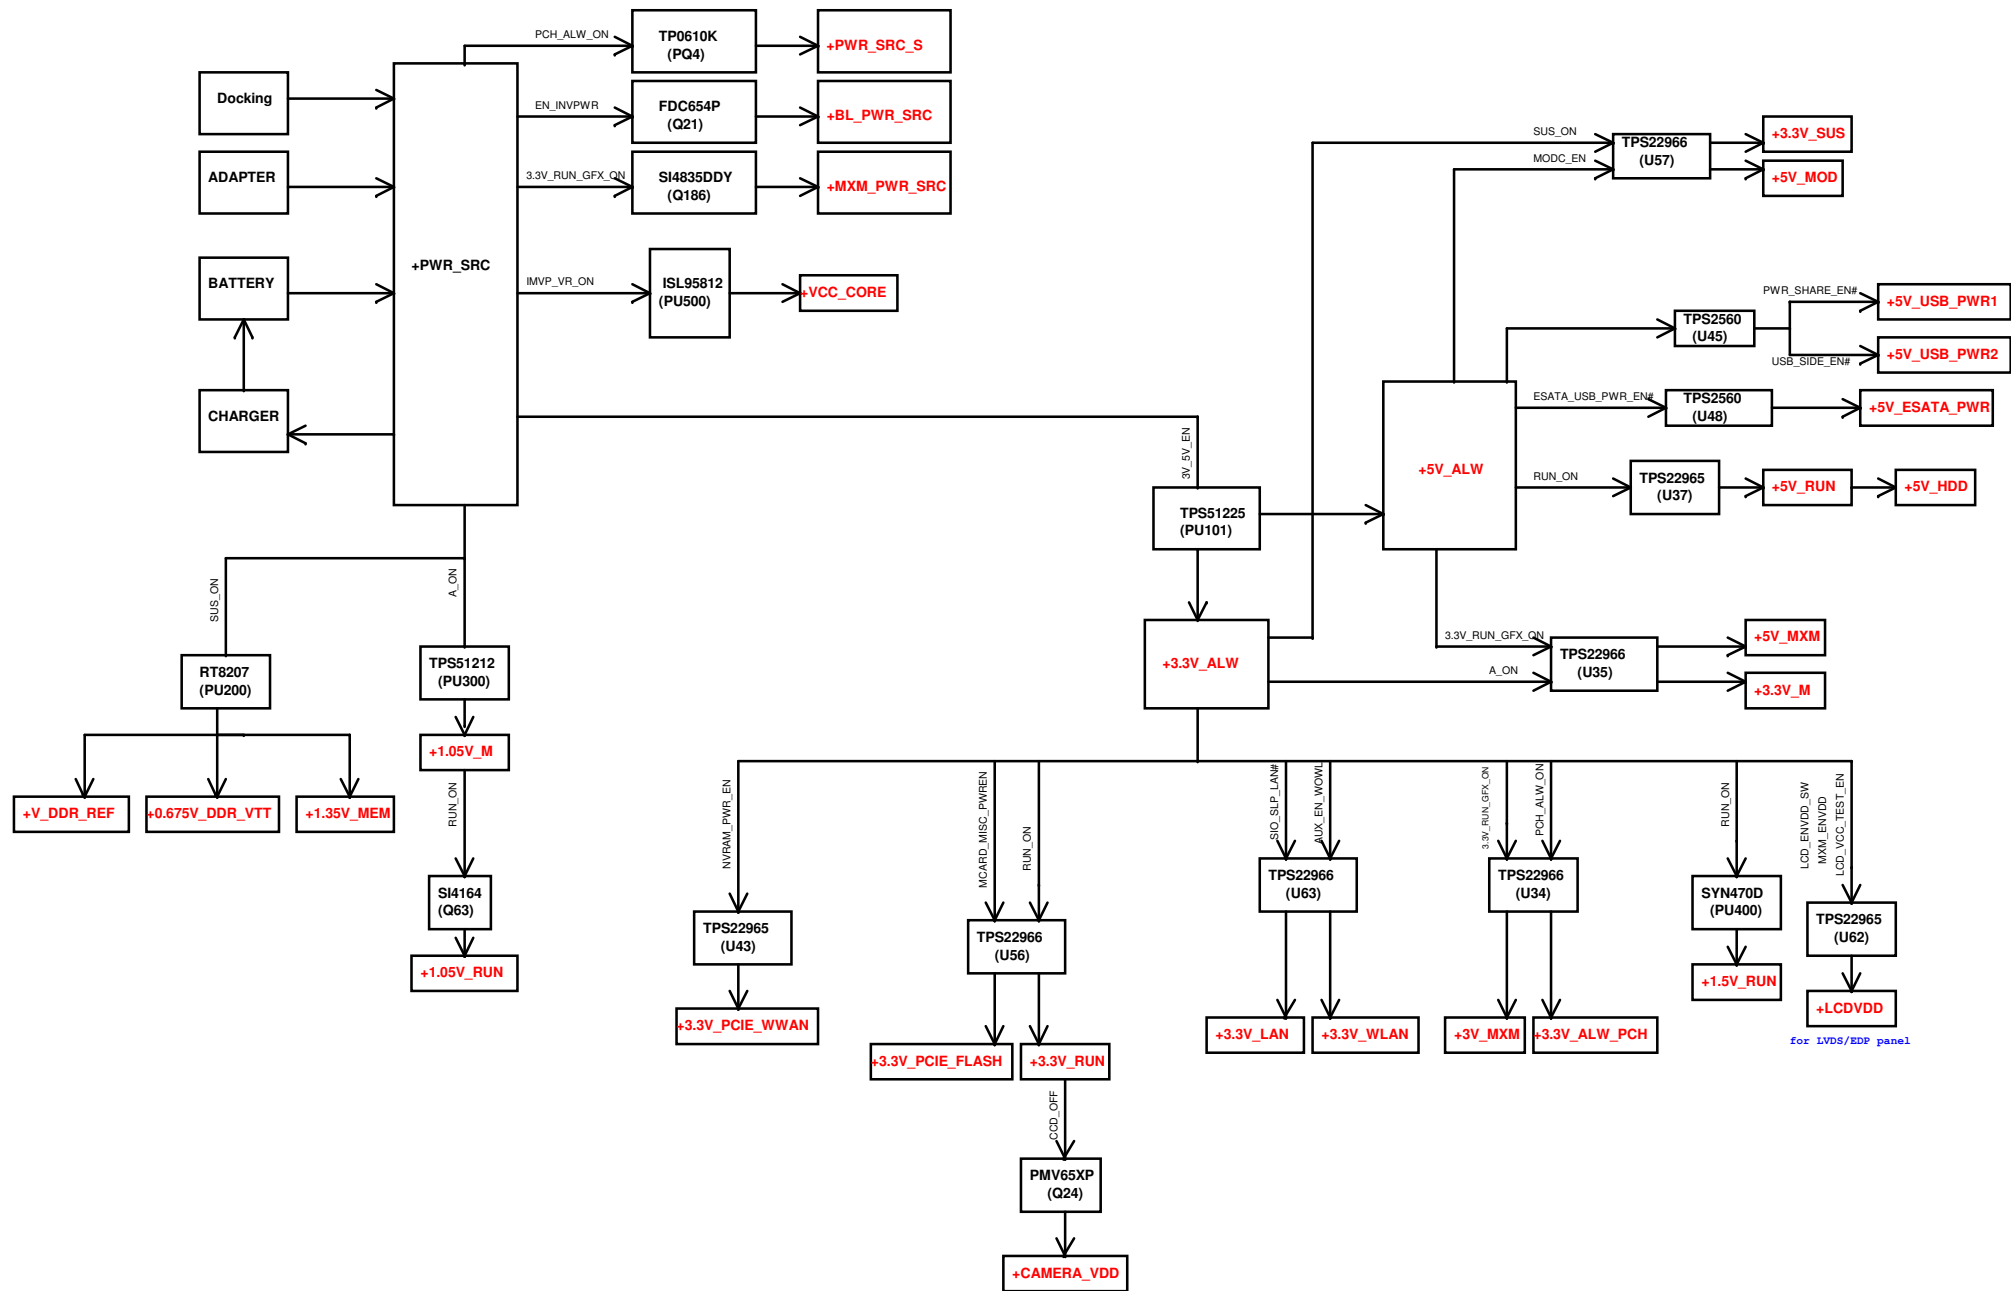 PCH_ALW_ON
TP0610K
(PQ4)
+PWR_SRC_S
Docking
EN_INVPWR
FDC654P
(Q21)
+BL_PWR_SRC
ADAPTER
3.3V_RUN_GFX_ON
SI4835DDY
(Q186)
+MXM_PWR_SRC
+PWR_SRC
BATTERY
IMVP_VR_ON
ISL95812
(PU500)
+VCC_CORE
CHARGER
SUS_ON
MODC_EN
TPS22966
(U57)
+3.3V_SUS
+5V_MOD
PWR_SHARE_EN#
TPS2560
(U45)
+5V_USB_PWR1
USB_SIDE_EN#
+5V_USB_PWR2
ESATA_USB_PWR_EN#
TPS2560
(U48)
+5V_ESATA_PWR
+5V_ALW
RUN_ON
TPS22965
(U37)
+5V_RUN
+5V_HDD
3V_5V_EN
TPS51225
(PU101)
+3.3V_ALW
3.3V_RUN_GFX_ON
A_ON
TPS22966
(U35)
+5V_MXM
+3.3V_M
SUS_ON
A_ON
RT8207
(PU200)
TPS51212
(PU300)
+1.05V_M
+V_DDR_REF
+0.675V_DDR_VTT
+1.35V_MEM
RUN_ON
SI4164
(Q63)
+1.05V_RUN
NVRAM_PWR_EN
TPS22965
(U43)
+3.3V_PCIE_WWAN
MCARD_MISC_PWREN
RUN_ON
TPS22966
(U56)
+3.3V_PCIE_FLASH
+3.3V_RUN
CCD_OFF
PMV65XP
(Q24)
+CAMERA_VDD
SIO_SLP_LAN#
AUX_EN_WOWL
TPS22966
(U63)
+3.3V_LAN
+3.3V_WLAN
3.3V_RUN_GFX_ON
PCH_ALW_ON
TPS22966
(U34)
+3V_MXM
+3.3V_ALW_PCH
RUN_ON
SYN470D
(PU400)
+1.5V_RUN
LCD_ENVDD_SW
MXM_ENVDD
LCD_VCC_TEST_EN
TPS22965
(U62)
+LCDVDD
for LVDS/EDP panel